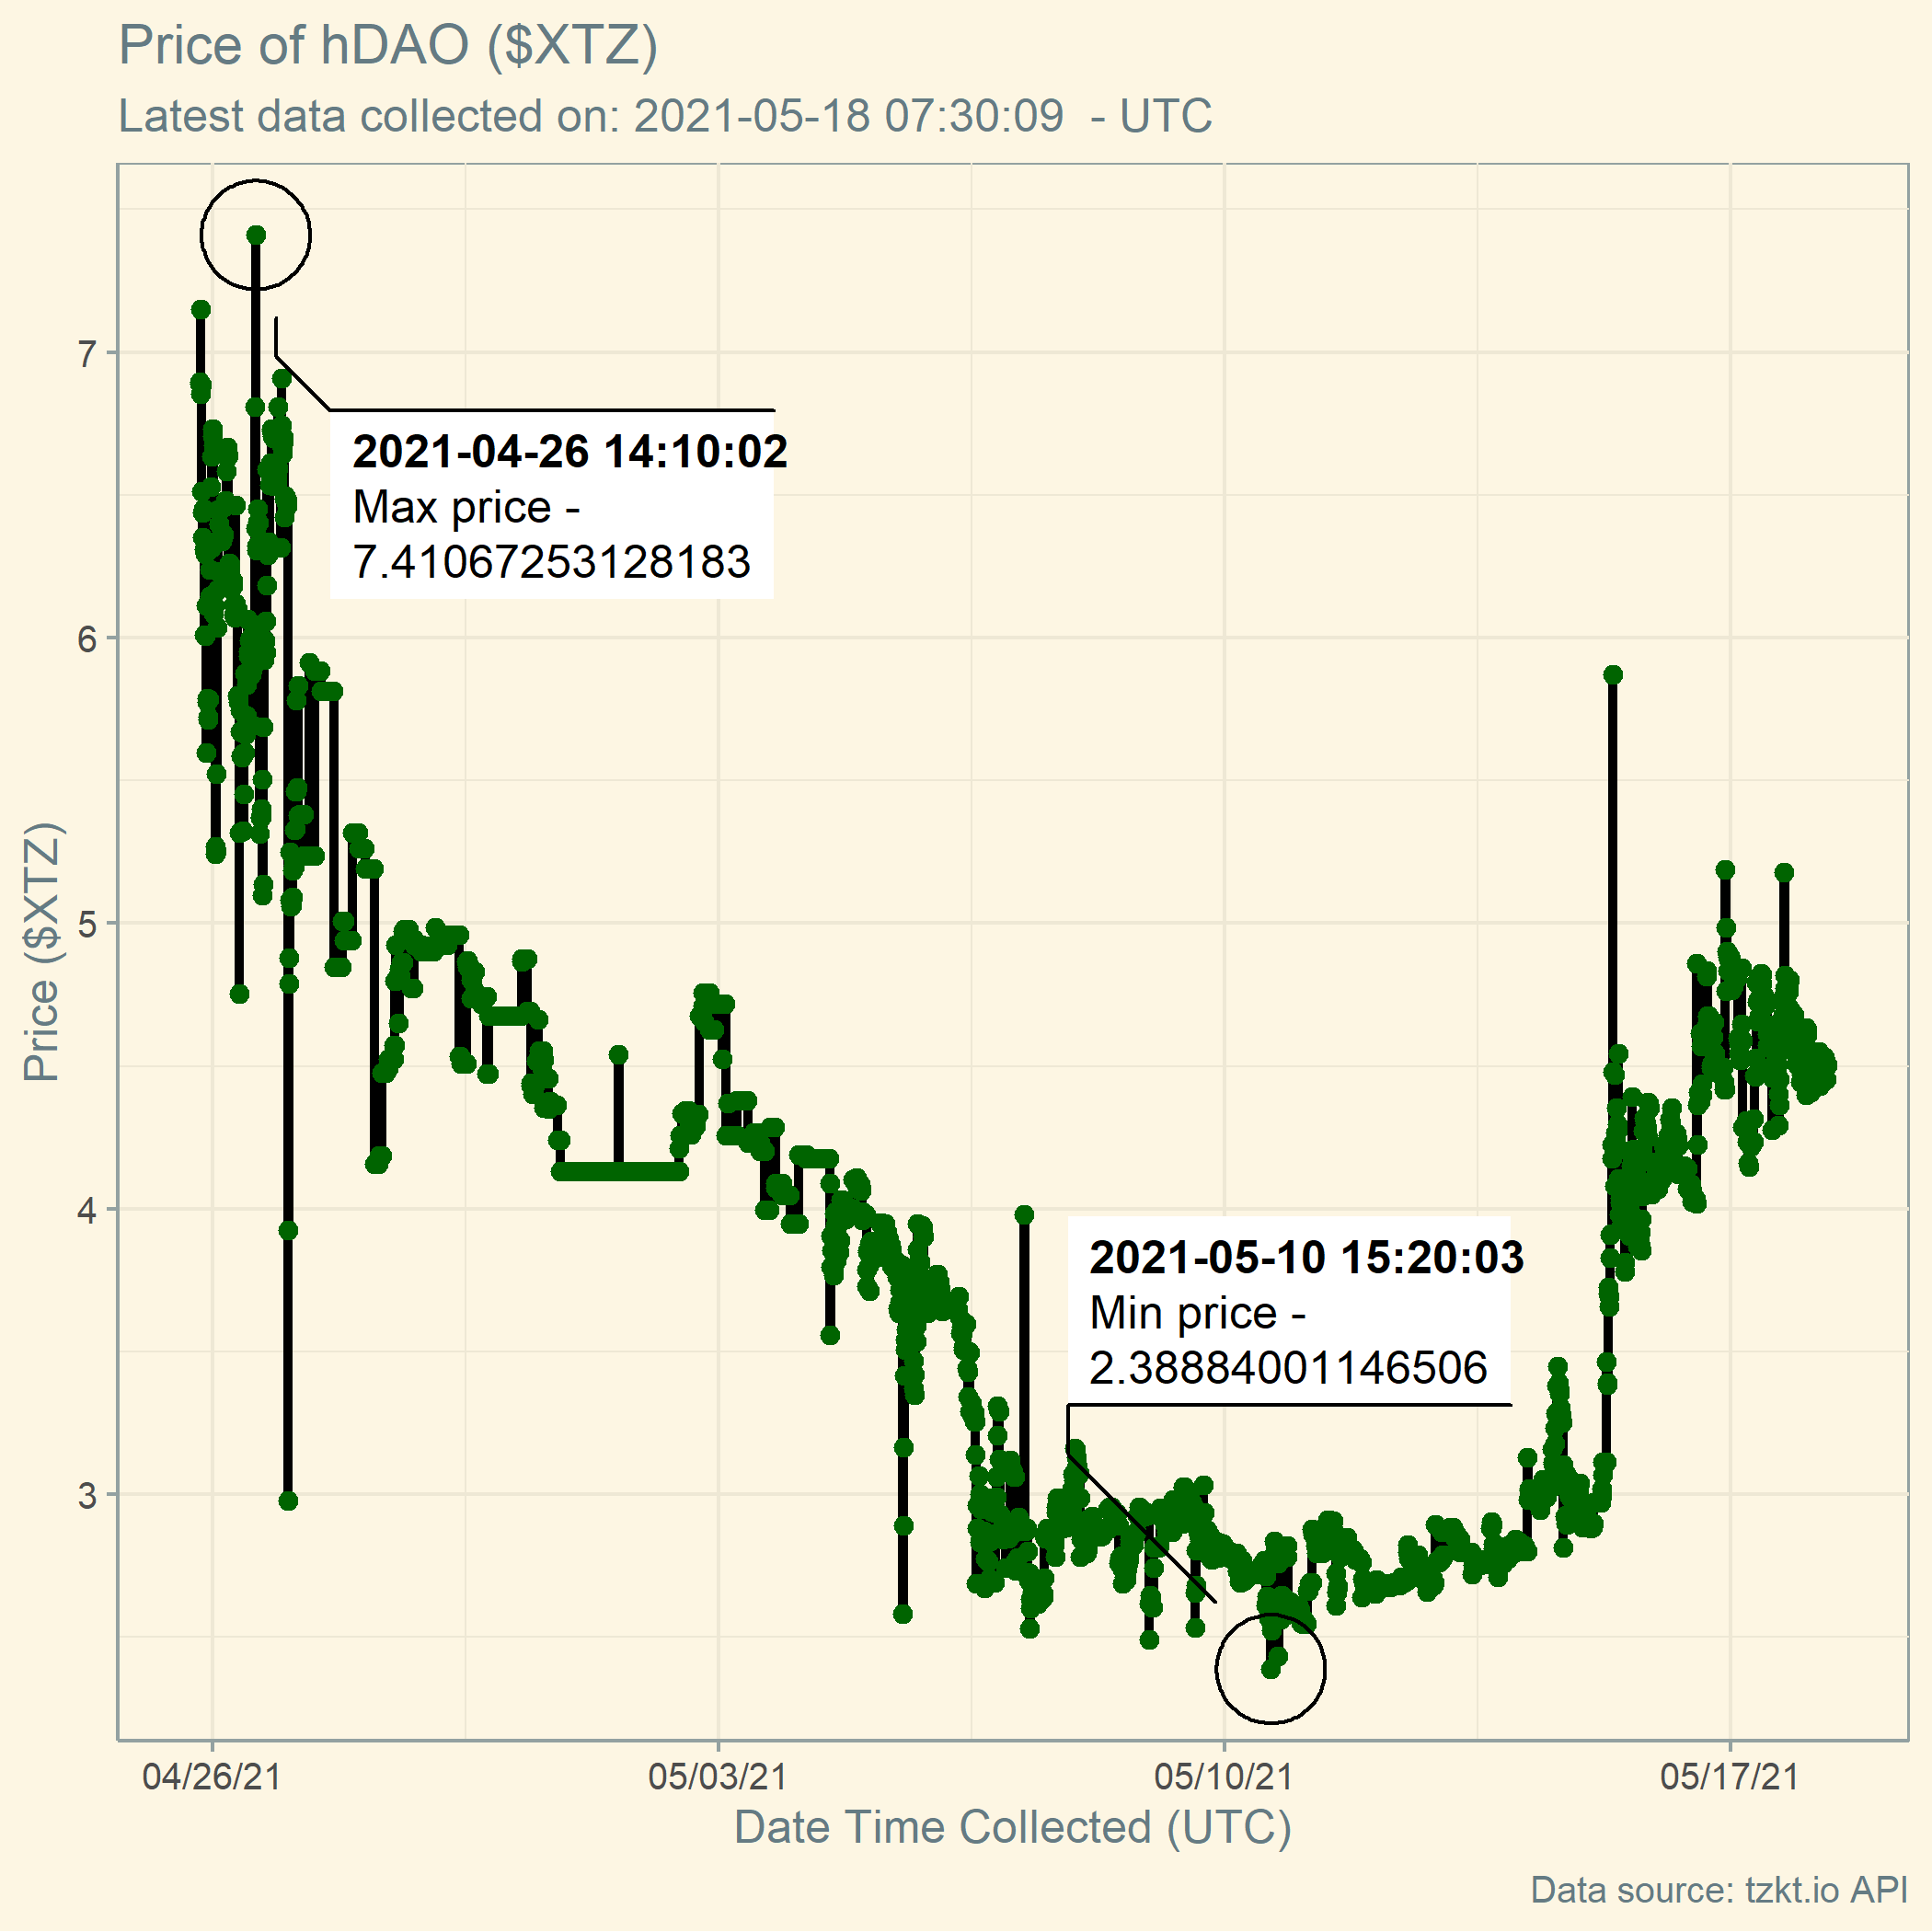 Price of hDAO ($XTZ)
Latest data collected on: 2021-05-18 07:30:09  - UTC
7
2021-04-26 14:10:02
Max price -
7.41067253128183
6
5
4
2021-05-10 15:20:03
Min price -
2.38884001146506
3
Price ($XTZ)
04/26/21 05/03/21 05/10/21 05/17/21
Date Time Collected (UTC)
Data source: tzkt.io API